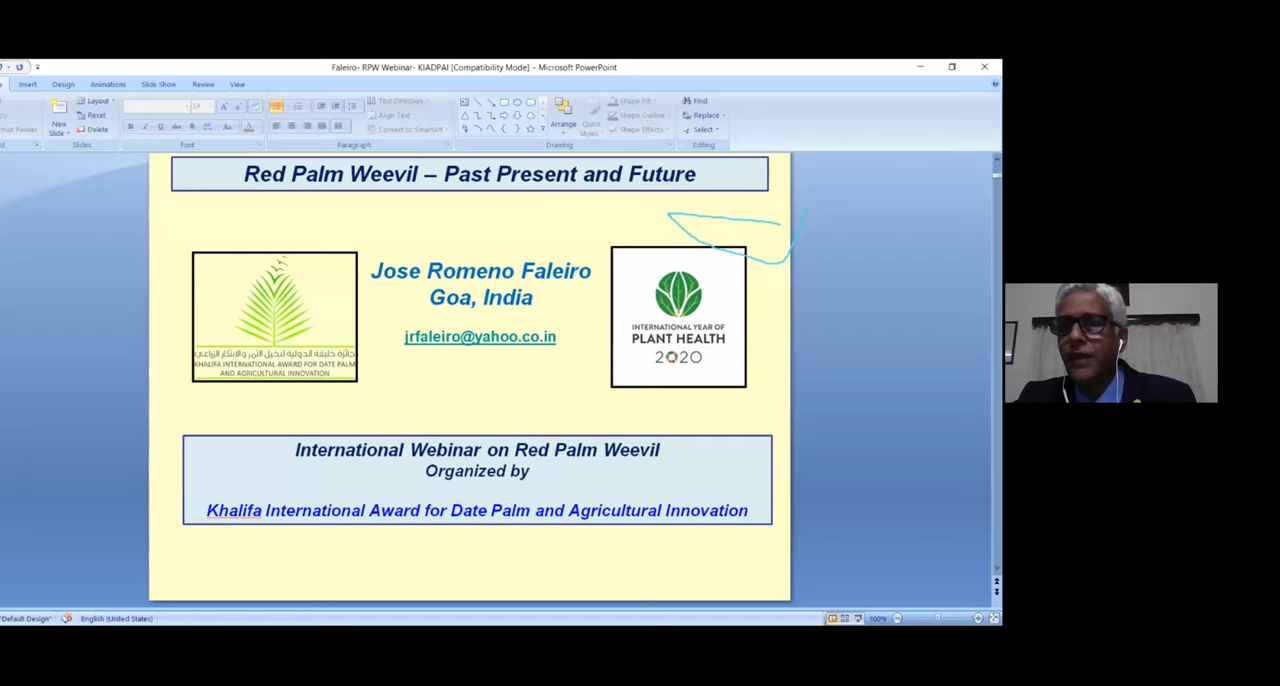 Faleiro- RPW Webinar- KIADPAI [Compatibility Mode] - Microsoft PowerPoint
Insert Design Animations Slide Show Review View
Layout
Reset
Delete
New
Slide
Slides
24
Font
Text Direction
Align Text
Convert to SmartArt
Paragraph
Arrange
Quick
Styles
Shape Fill
Shape Outline
Shape Effects
Drawing
Find
Replace
Select
Editing
Red Palm Weevil – Past Present and Future
جائزة خليفة الدولية لنخيل التمر والابتكار الزراعي
KHALIFA INTERNATIONAL AWARD FOR DATE PALM
AND AGRICULTURAL INNOVATION
Jose Romeno Faleiro
Goa, India
jrfaleiro@yahoo.co.in
INTERNATIONAL YEAR OF
PLANT HEALTH
2020
International Webinar on Red Palm Weevil
Organized by
Khalifa International Award for Date Palm and Agricultural Innovation
"Default Design" English (United States) 100%